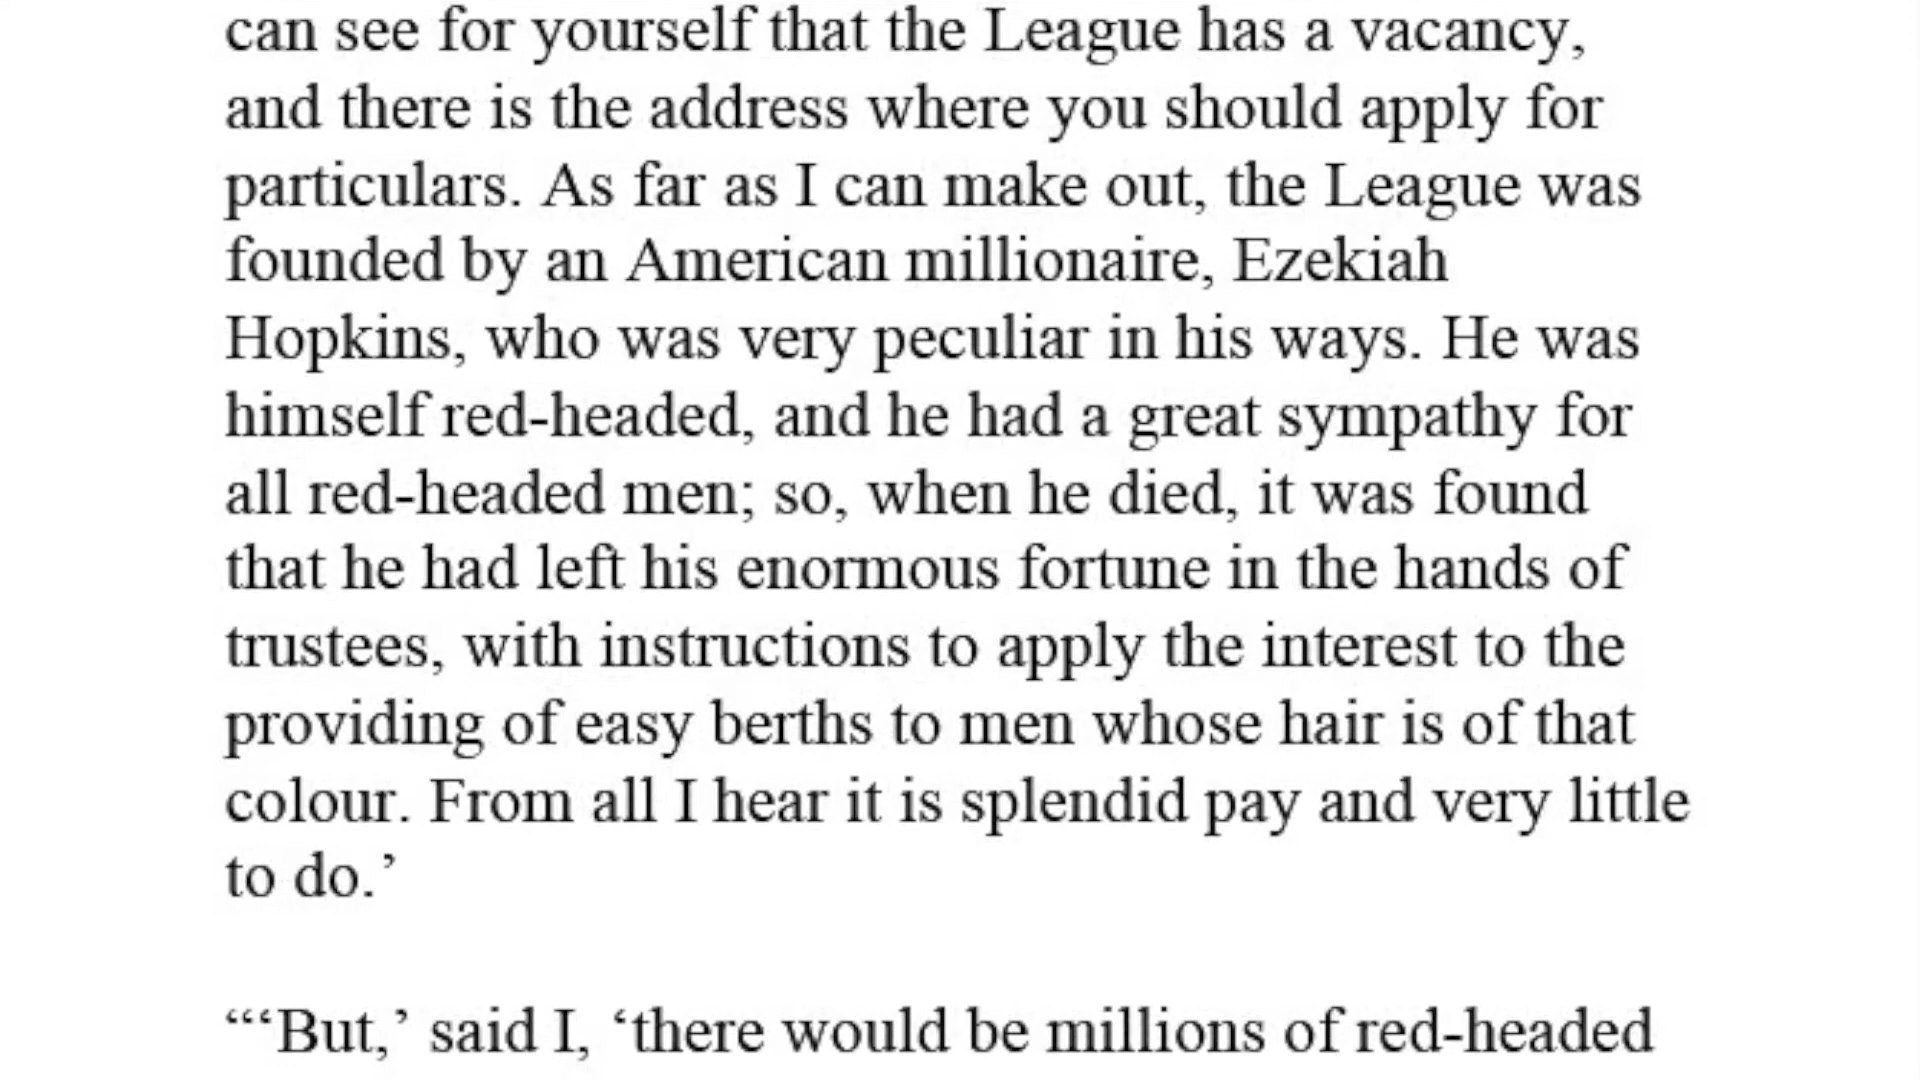 can see for yourself that the League has a vacancy,
and there is the address where you should apply for
particulars. As far as I can make out, the League was
founded by an American millionaire, Ezekiah
Hopkins, who was very peculiar in his ways. He was
himself red-headed, and he had a great sympathy for
all red-headed men; so, when he died, it was found
that he had left his enormous fortune in the hands of
trustees, with instructions to apply the interest to the
providing of easy berths to men whose hair is of that
colour. From all I hear it is splendid pay and very little
to do.’
“‘But,’ said I, ‘there would be millions of red-headed